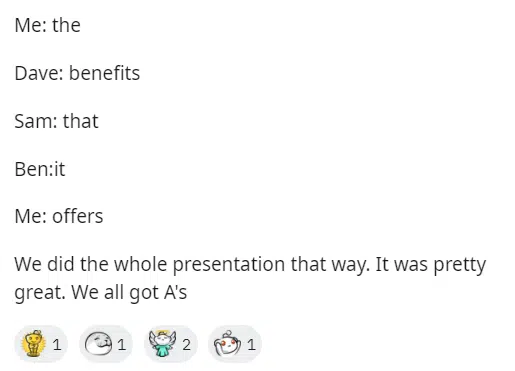 Me: the
Dave: benefits
Sam: that
Ben:it
Me: offers
We did the whole presentation that way. It was pretty
great. We all got A's
1 1 2 1